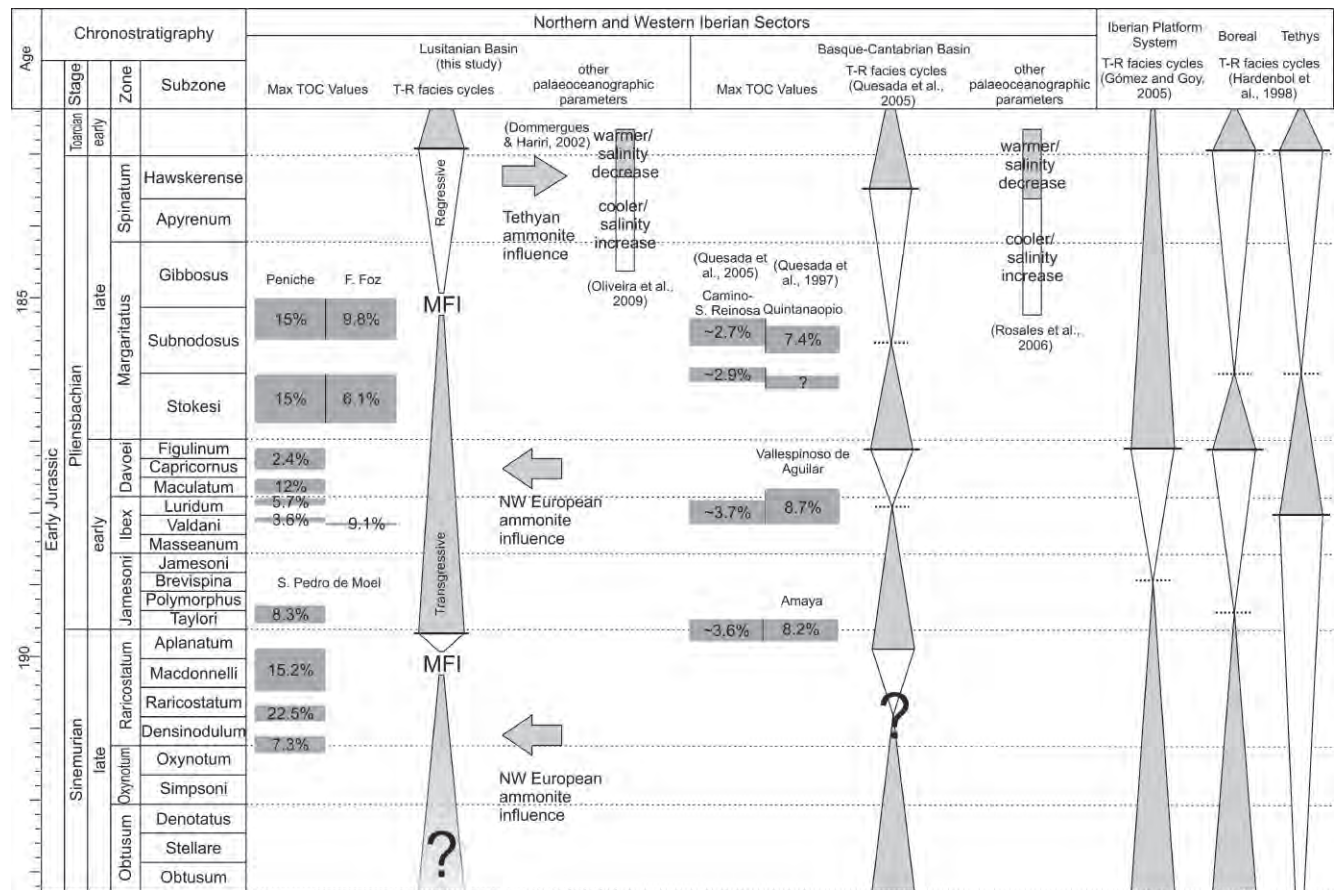 Age
Chronostratigraphy
Stage
Zone
Subzone
Northern and Western Iberian Sectors
Lusitanian Basin
(this study)
Max TOC Values
T-R facies cycles
other
palaeoceanographic
parameters
Basque-Cantabrian Basin
Max TOC Values
T-R facies cycles
(Quesada et al.,
2005)
other
palaeoceanographic
parameters
Iberian Platform
System
T-R facies cycles
(Gómez and Goy,
2005)
Boreal
Tethys
T-R facies cycles
(Hardenbol et
al., 1998)
185
190
Early Jurassic
Toarcian
early
Pliensbachian
late
early
Sinemurian
late
Spinatum
Margaritatus
Davoei
Ibex
Jamesoni
Raricostatum
Oxynotum
Obtusum
Hawskerense
Apyrenum
Gibbosus
Subnodosus
Stokesi
Figulinum
Capricornus
Maculatum
Luridum
Valdani
Masseanum
Jamesoni
Brevispina
Polymorphus
Taylori
Aplanatum
Macdonnelli
Raricostatum
Densinodulum
Oxynotum
Simpsoni
Denotatus
Stellare
Obtusum
Peniche
F. Foz
15%
9.8%
15%
6.1%
2.4%
12%
5.7%
3.6%
9.1%
S. Pedro de Moel
8.3%
15.2%
22.5%
7.3%
Regressive
MFI
Transgressive
MFI
?
(Dommergues
& Hariri, 2002)
Tethyan
ammonite
influence
NW European
ammonite
influence
NW European
ammonite
influence
warmer/
salinity
decrease
cooler/
salinity
increase
(Oliveira et al.,
2009)
(Quesada et
al., 2005)
(Quesada et
al., 1997)
Camino-
S. Reinosa
Quintanaopio
~2.7%
7.4%
~2.9%
?
Vallespinoso de
Aguilar
~3.7%
8.7%
Amaya
~3.6%
8.2%
?
warmer/
salinity
decrease
cooler/
salinity
increase
(Rosales et al.,
2006)